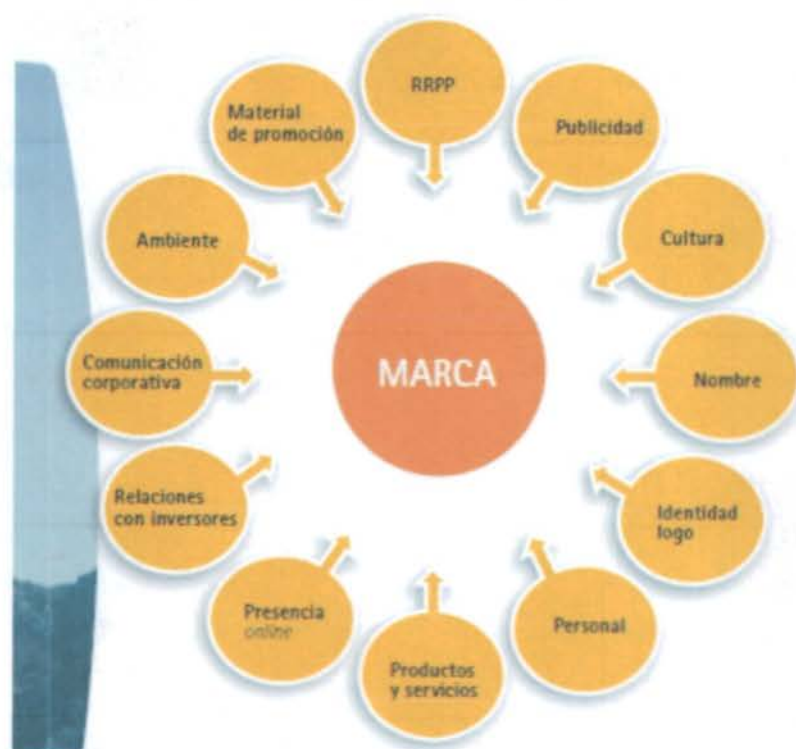 RRPP
Publicidad
Cultura
Nombre
Identidad
logo
Personal
Productos
y servicios
Presencia
online
Relaciones
con inversores
Comunicación
corporativa
Ambiente
Material
de promoción
MARCA